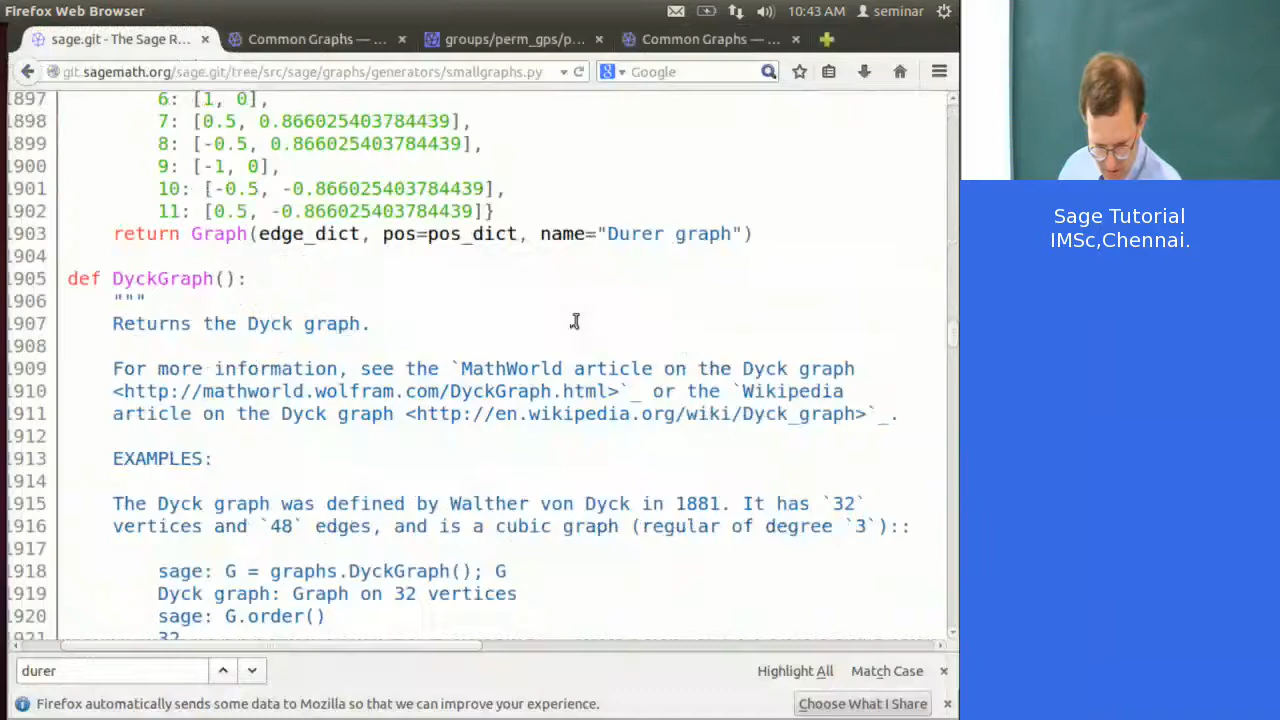 Firefox Web Browser
10:43 AM seminar
sage.git - The Sage R... ×
Common Graphs — ... ×
groups/perm_gps/p... ×
Common Graphs — ... ×
git.sagemath.org/sage.git/tree/src/sage/graphs/generators/smallgraphs.py
Google
1897 6: [1, 0],
1898 7: [0.5, 0.866025403784439],
1899 8: [-0.5, 0.866025403784439],
1900 9: [-1, 0],
1901 10: [-0.5, -0.866025403784439],
1902 11: [0.5, -0.866025403784439]}
1903 return Graph(edge_dict, pos=pos_dict, name="Durer graph")
1904
1905 def DyckGraph():
1906 """
1907 Returns the Dyck graph.
1908
1909 For more information, see the `MathWorld article on the Dyck graph
1910 <http://mathworld.wolfram.com/DyckGraph.html>`_ or the `Wikipedia
1911 article on the Dyck graph <http://en.wikipedia.org/wiki/Dyck_graph>`_.
1912
1913 EXAMPLES:
1914
1915 The Dyck graph was defined by Walther von Dyck in 1881. It has `32`
1916 vertices and `48` edges, and is a cubic graph (regular of degree `3`)::
1917
1918 sage: G = graphs.DyckGraph(); G
1919 Dyck graph: Graph on 32 vertices
1920 sage: G.order()
1921 32
durer
Highlight All Match Case ×
Firefox automatically sends some data to Mozilla so that we can improve your experience.
Choose What I Share ×
Sage Tutorial
IMSc,Chennai.